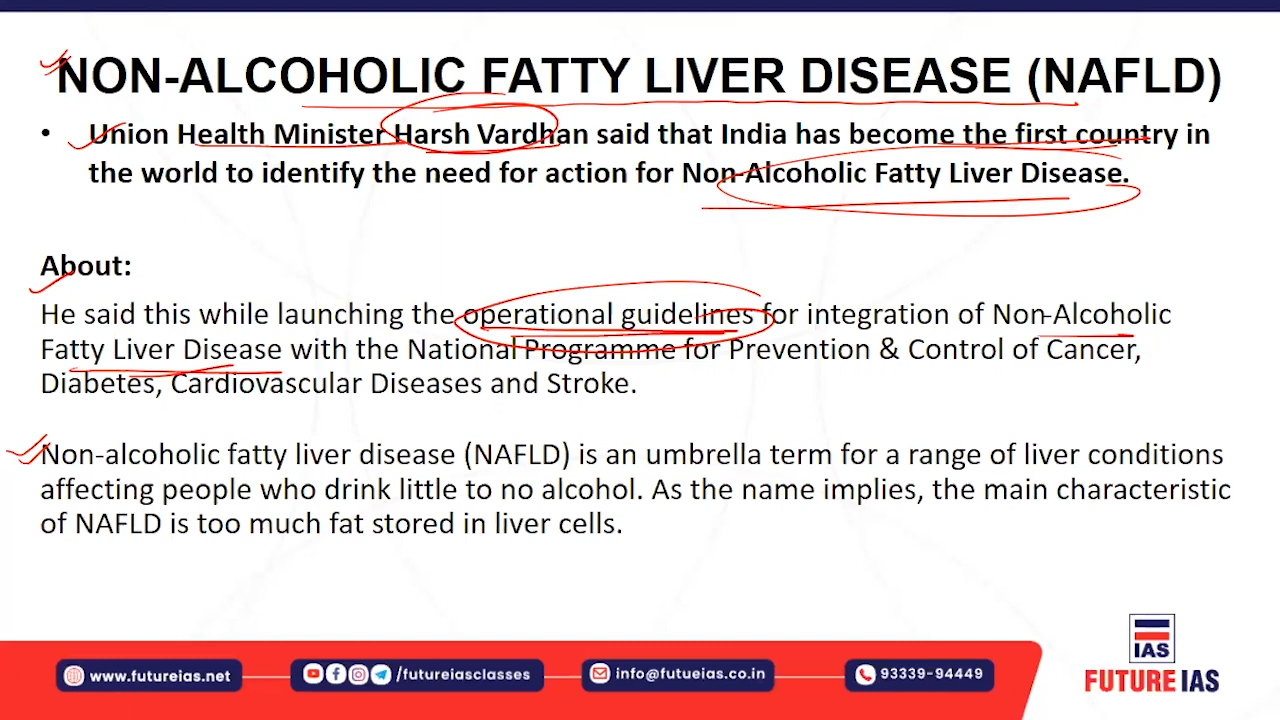 NON-ALCOHOLIC FATTY LIVER DISEASE (NAFLD)
• Union Health Minister Harsh Vardhan said that India has become the first country in
the world to identify the need for action for Non-Alcoholic Fatty Liver Disease.
About:
He said this while launching the operational guidelines for integration of Non-Alcoholic
Fatty Liver Disease with the National Programme for Prevention & Control of Cancer,
Diabetes, Cardiovascular Diseases and Stroke.
Non-alcoholic fatty liver disease (NAFLD) is an umbrella term for a range of liver conditions
affecting people who drink little to no alcohol. As the name implies, the main characteristic
of NAFLD is too much fat stored in liver cells.
www.futureias.net /futureiasclasses info@futueias.co.in 93339-94449
IAS
FUTURE IAS